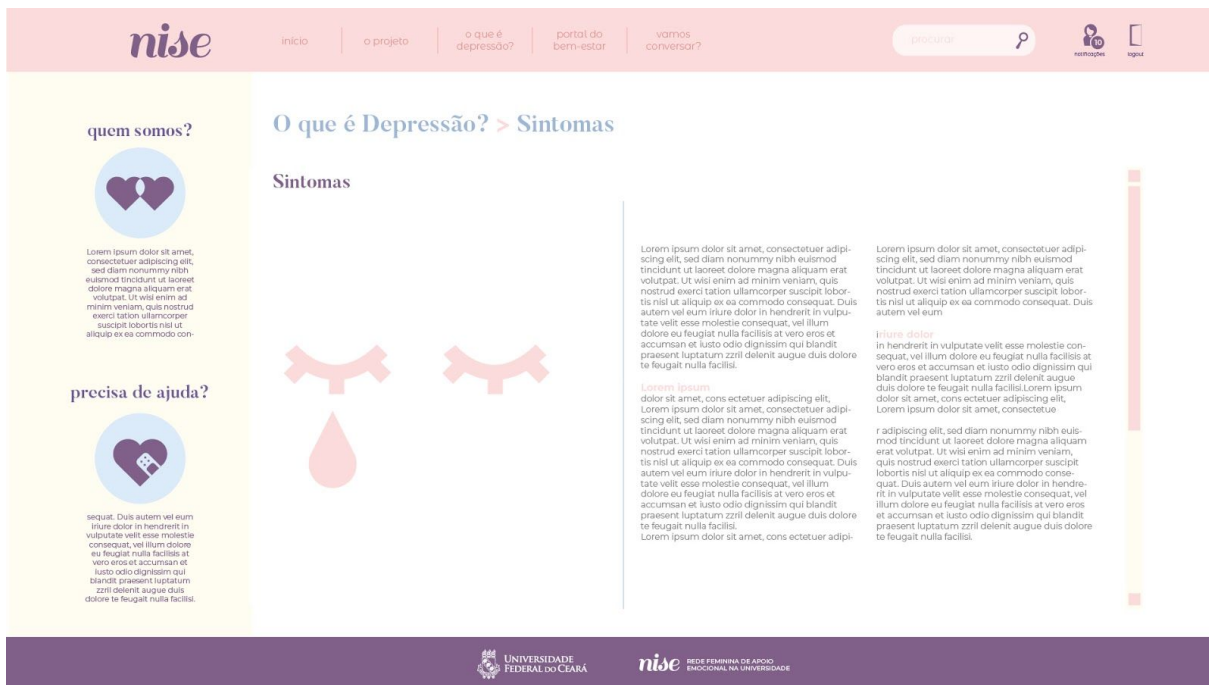 nise
início
o projeto
o que é
depressão?
portal do
bem-estar
vamos
conversar?
procurar
10
notificações
logout
quem somos?
Lorem ipsum dolor sit amet,
consectetuer adipiscing elit,
sed diam nonummy nibh
euismod tincidunt ut laoreet
dolore magna aliquam erat
volutpat. Ut wisi enim ad
minim veniam, quis nostrud
exerci tation ullamcorper
suscipit lobortis nisl ut
aliquip ex ea commodo con-
precisa de ajuda?
sequat. Duis autem vel eum
iriure dolor in hendrerit in
vulputate velit esse molestie
consequat, vel illum dolore
eu feugiat nulla facilisis at
vero eros et accumsan et
iusto odio dignissim qui
blandit praesent luptatum
zzril delenit augue duis
dolore te feugait nulla facilisi.
O que é Depressão? > Sintomas
Sintomas
Lorem ipsum dolor sit amet, consectetuer adipi-
scing elit, sed diam nonummy nibh euismod
tincidunt ut laoreet dolore magna aliquam erat
volutpat. Ut wisi enim ad minim veniam, quis
nostrud exerci tation ullamcorper suscipit lobor-
tis nisl ut aliquip ex ea commodo consequat. Duis
autem vel eum iriure dolor in hendrerit in vulpu-
tate velit esse molestie consequat, vel illum
dolore eu feugiat nulla facilisis at vero eros et
accumsan et iusto odio dignissim qui blandit
praesent luptatum zzril delenit augue duis dolore
te feugait nulla facilisi.
Lorem ipsum
dolor sit amet, cons ectetuer adipiscing elit,
Lorem ipsum dolor sit amet, consectetuer adipi-
scing elit, sed diam nonummy nibh euismod
tincidunt ut laoreet dolore magna aliquam erat
volutpat. Ut wisi enim ad minim veniam, quis
nostrud exerci tation ullamcorper suscipit lobor-
tis nisl ut aliquip ex ea commodo consequat. Duis
autem vel eum iriure dolor in hendrerit in vulpu-
tate velit esse molestie consequat, vel illum
dolore eu feugiat nulla facilisis at vero eros et
accumsan et iusto odio dignissim qui blandit
praesent luptatum zzril delenit augue duis dolore
te feugait nulla facilisi.
Lorem ipsum dolor sit amet, cons ectetuer adipi-
Lorem ipsum dolor sit amet, consectetuer adipi-
scing elit, sed diam nonummy nibh euismod
tincidunt ut laoreet dolore magna aliquam erat
volutpat. Ut wisi enim ad minim veniam, quis
nostrud exerci tation ullamcorper suscipit lobor-
tis nisl ut aliquip ex ea commodo consequat. Duis
autem vel eum
iriure dolor
in hendrerit in vulputate velit esse molestie con-
sequat, vel illum dolore eu feugiat nulla facilisis at
vero eros et accumsan et iusto odio dignissim qui
blandit praesent luptatum zzril delenit augue
duis dolore te feugait nulla facilisi.Lorem ipsum
dolor sit amet, cons ectetuer adipiscing elit,
Lorem ipsum dolor sit amet, consectetue
r adipiscing elit, sed diam nonummy nibh euis-
mod tincidunt ut laoreet dolore magna aliquam
erat volutpat. Ut wisi enim ad minim veniam,
quis nostrud exerci tation ullamcorper suscipit
lobortis nisl ut aliquip ex ea commodo conse-
quat. Duis autem vel eum iriure dolor in hendre-
rit in vulputate velit esse molestie consequat, vel
illum dolore eu feugiat nulla facilisis at vero eros
et accumsan et iusto odio dignissim qui blandit
praesent luptatum zzril delenit augue duis dolore
te feugait nulla facilisi.
UNIVERSIDADE
FEDERAL DO CEARÁ
nise
REDE FEMININA DE APOIO
EMOCIONAL NA UNIVERSIDADE